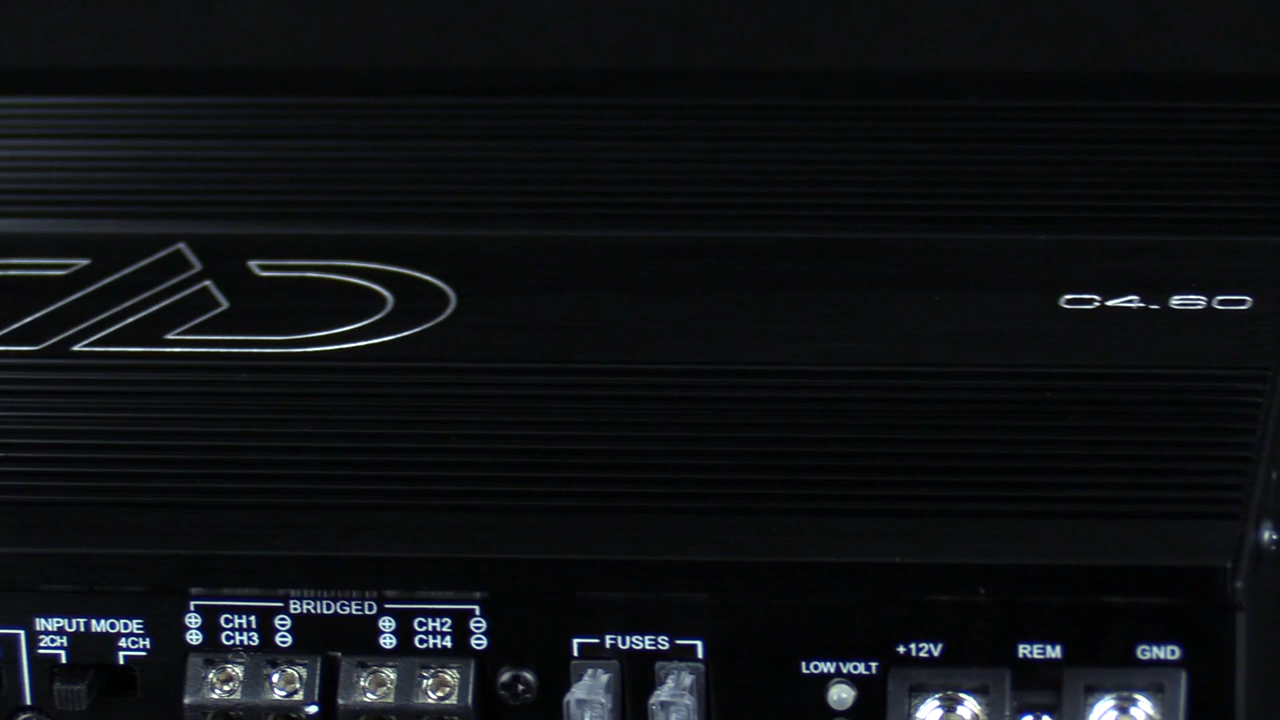 C4.60
BRIDGED
INPUT MODE
2CH 4CH
⊕ CH1 ⊖ ⊕ CH2 ⊖
⊕ CH3 ⊖ ⊕ CH4 ⊖
FUSES
LOW VOLT
+12V REM GND